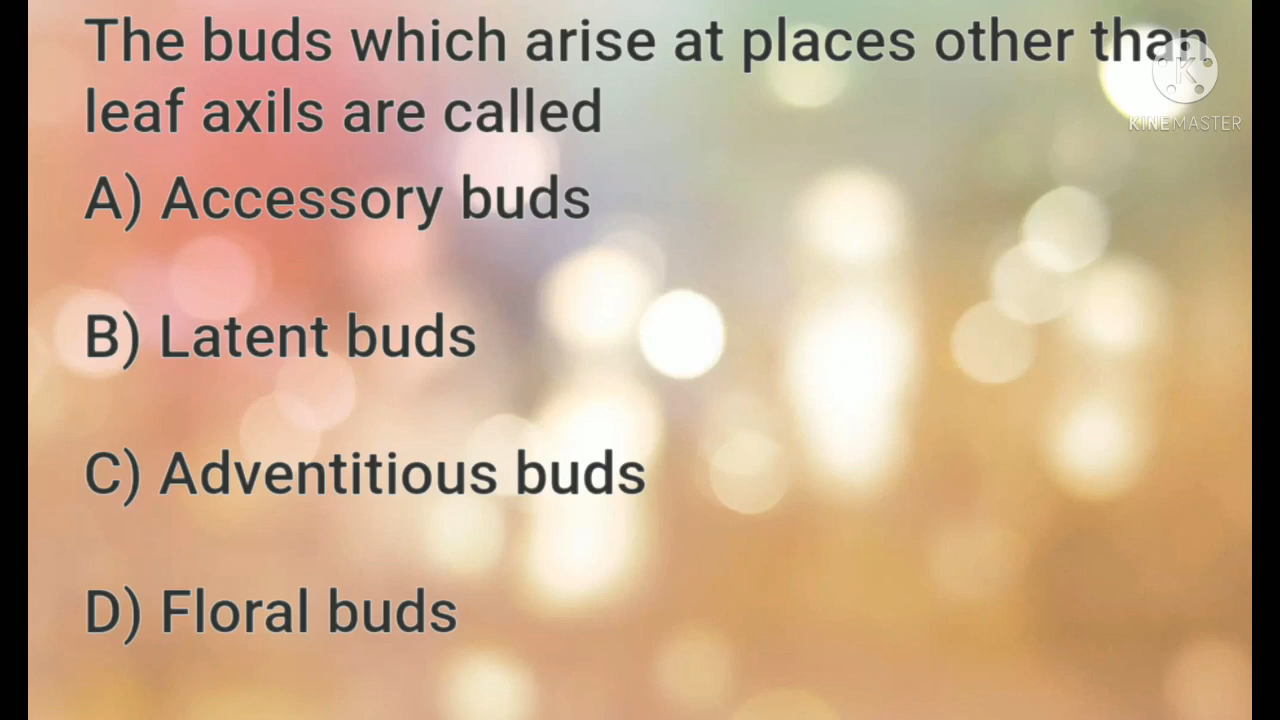 The buds which arise at places other than
leaf axils are called
A) Accessory buds
B) Latent buds
C) Adventitious buds
D) Floral buds
K
KINEMASTER